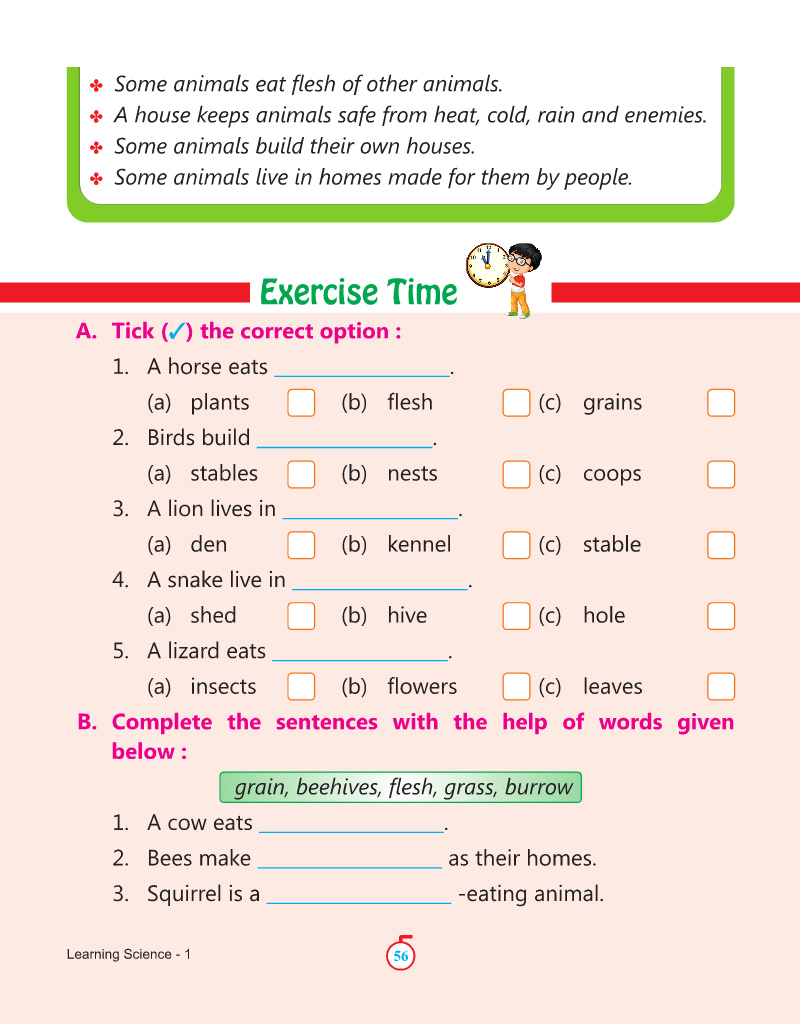 ✤ Some animals eat flesh of other animals.
✤ A house keeps animals safe from heat, cold, rain and enemies.
✤ Some animals build their own houses.
✤ Some animals live in homes made for them by people.
Exercise Time
A. Tick (✓) the correct option :
1. A horse eats ________________.
(a) plants (b) flesh (c) grains
2. Birds build ________________.
(a) stables (b) nests (c) coops
3. A lion lives in ________________.
(a) den (b) kennel (c) stable
4. A snake live in ________________.
(a) shed (b) hive (c) hole
5. A lizard eats ________________.
(a) insects (b) flowers (c) leaves
B. Complete the sentences with the help of words given
below :
grain, beehives, flesh, grass, burrow
1. A cow eats ________________.
2. Bees make ________________ as their homes.
3. Squirrel is a ________________ -eating animal.
Learning Science - 1
56